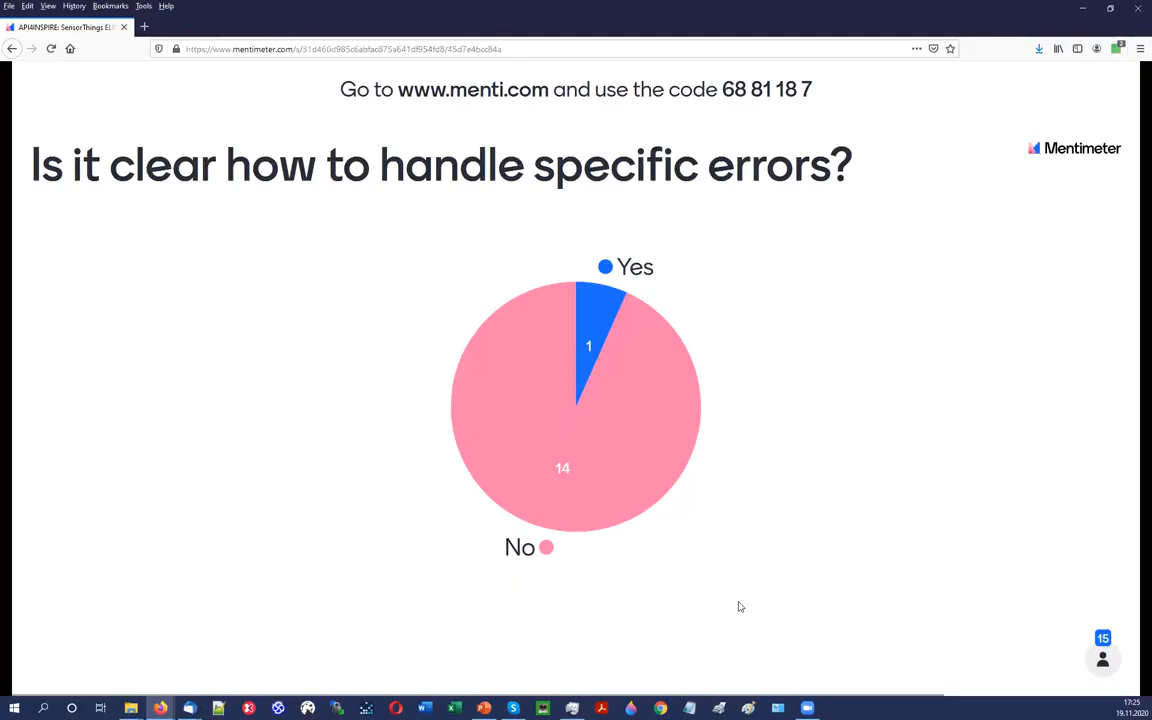 File Edit View History Bookmarks Tools Help
API4INSPIRE: SensorThings ELI
https://www.mentimeter.com/s/31d460d985c6abfac875a641df954fd8/45d7e4bcc84a
Go to www.menti.com and use the code 68 81 18 7
Is it clear how to handle specific errors?
Mentimeter
Yes
1
14
No
15
17:25
19.11.2020